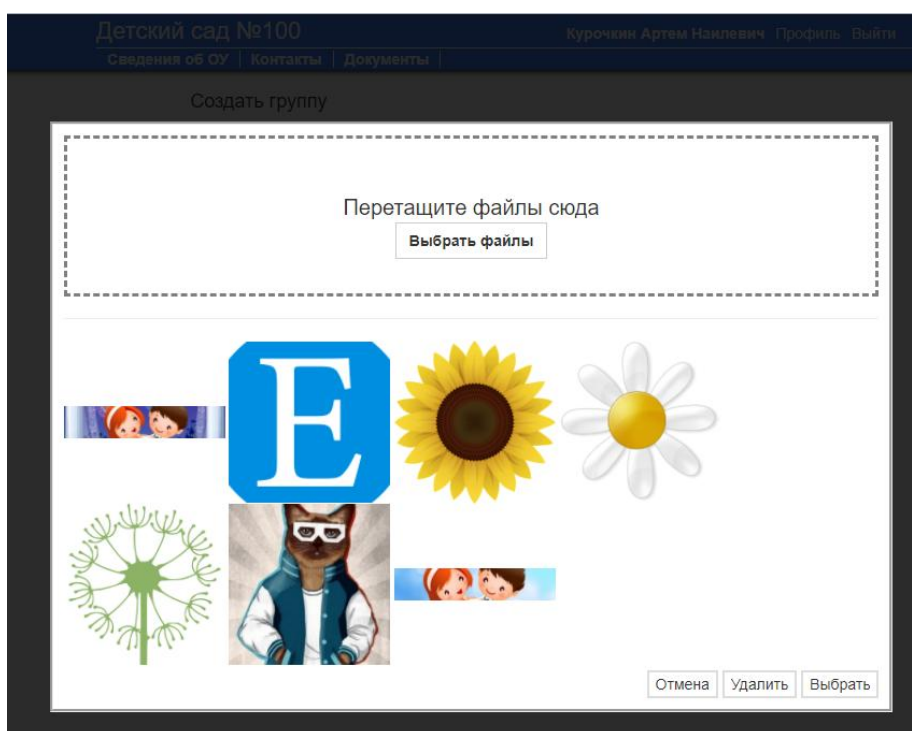 Детский сад №100
Курочкин Артем Наилевич Профиль Выйти
Сведения об ОУ | Контакты | Документы |
Создать группу
Перетащите файлы сюда
Выбрать файлы
E
Отмена Удалить Выбрать